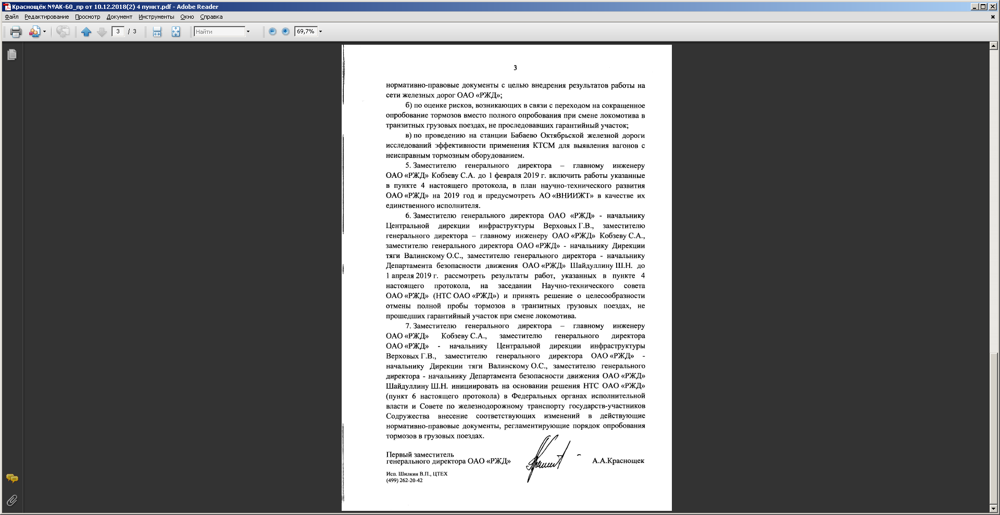 Краснощёк №АК-60_пр от 10.12.2018(2) 4 пункт.pdf - Adobe Reader
Файл Редактирование Просмотр Документ Инструменты Окно Справка
3 / 3 Найти 69,7%
3
нормативно-правовые документы с целью внедрения результатов работы на
сети железных дорог ОАО «РЖД»;
б) по оценке рисков, возникающих в связи с переходом на сокращенное
опробование тормозов вместо полного опробования при смене локомотива в
транзитных грузовых поездах, не проследовавших гарантийный участок;
в) по проведению на станции Бабаево Октябрьской железной дороги
исследований эффективности применения КТСМ для выявления вагонов с
неисправным тормозным оборудованием.
5. Заместителю генерального директора – главному инженеру
ОАО «РЖД» Кобзеву С.А. до 1 февраля 2019 г. включить работы указанные
в пункте 4 настоящего протокола, в план научно-технического развития
ОАО «РЖД» на 2019 год и предусмотреть АО «ВНИИЖТ» в качестве их
единственного исполнителя.
6. Заместителю генерального директора ОАО «РЖД» - начальнику
Центральной дирекции инфраструктуры Верховых Г.В., заместителю
генерального директора – главному инженеру ОАО «РЖД» Кобзеву С.А.,
заместителю генерального директора ОАО «РЖД» - начальнику Дирекции
тяги Валинскому О.С., заместителю генерального директора - начальнику
Департамента безопасности движения ОАО «РЖД» Шайдуллину Ш.Н. до
1 апреля 2019 г. рассмотреть результаты работ, указанных в пункте 4
настоящего протокола, на заседании Научно-технического совета
ОАО «РЖД» (НТС ОАО «РЖД») и принять решение о целесообразности
отмены полной пробы тормозов в транзитных грузовых поездах, не
прошедших гарантийный участок при смене локомотива.
7. Заместителю генерального директора – главному инженеру
ОАО «РЖД» Кобзеву С.А., заместителю генерального директора
ОАО «РЖД» - начальнику Центральной дирекции инфраструктуры
Верховых Г.В., заместителю генерального директора ОАО «РЖД» -
начальнику Дирекции тяги Валинскому О.С., заместителю генерального
директора - начальнику Департамента безопасности движения ОАО «РЖД»
Шайдуллину Ш.Н. инициировать на основании решения НТС ОАО «РЖД»
(пункт 6 настоящего протокола) в Федеральных органах исполнительной
власти и Совете по железнодорожному транспорту государств-участников
Содружества внесение соответствующих изменений в действующие
нормативно-правовые документы, регламентирующие порядок опробования
тормозов в грузовых поездах.
Первый заместитель
генерального директора ОАО «РЖД» А.А.Краснощек
Исп. Шилкин В.П., ЦТЕХ
(499) 262-20-42